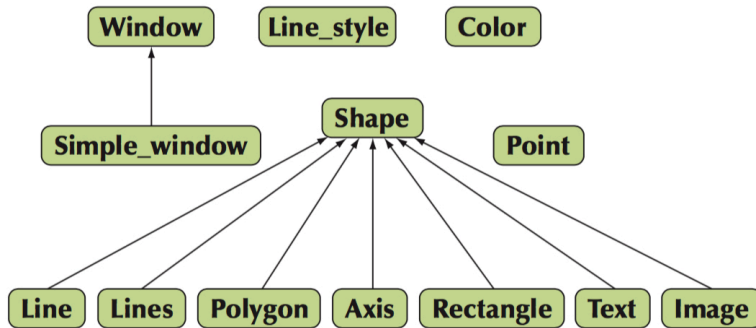 Window
Line_style
Color
Shape
Simple_window
Point
Line
Lines
Polygon
Axis
Rectangle
Text
Image